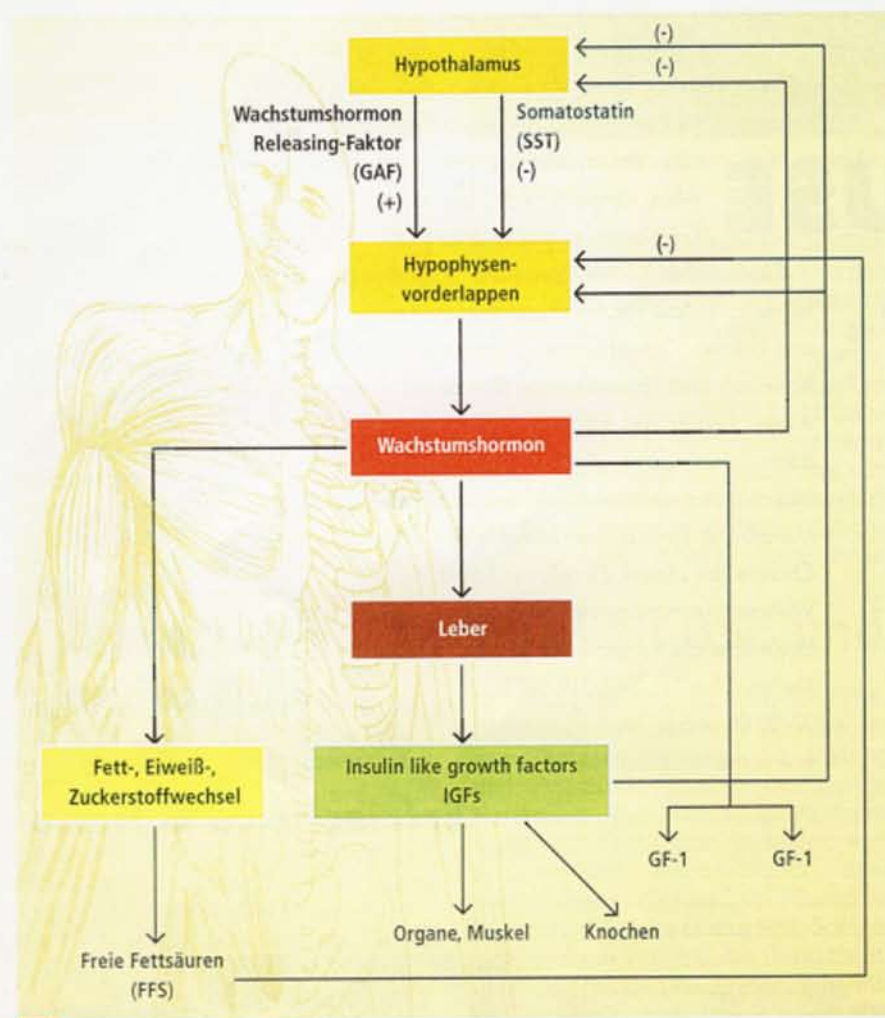 (-)
Hypothalamus
(-)
Wachstumshormon
Releasing-Faktor
(GAF)
(+)
Somatostatin
(SST)
(-)
(-)
Hypophysen-
vorderlappen
Wachstumshormon
Leber
Fett-, Eiweiß-,
Zuckerstoffwechsel
Insulin like growth factors
IGFs
GF-1
GF-1
Organe, Muskel
Knochen
Freie Fettsäuren
(FFS)